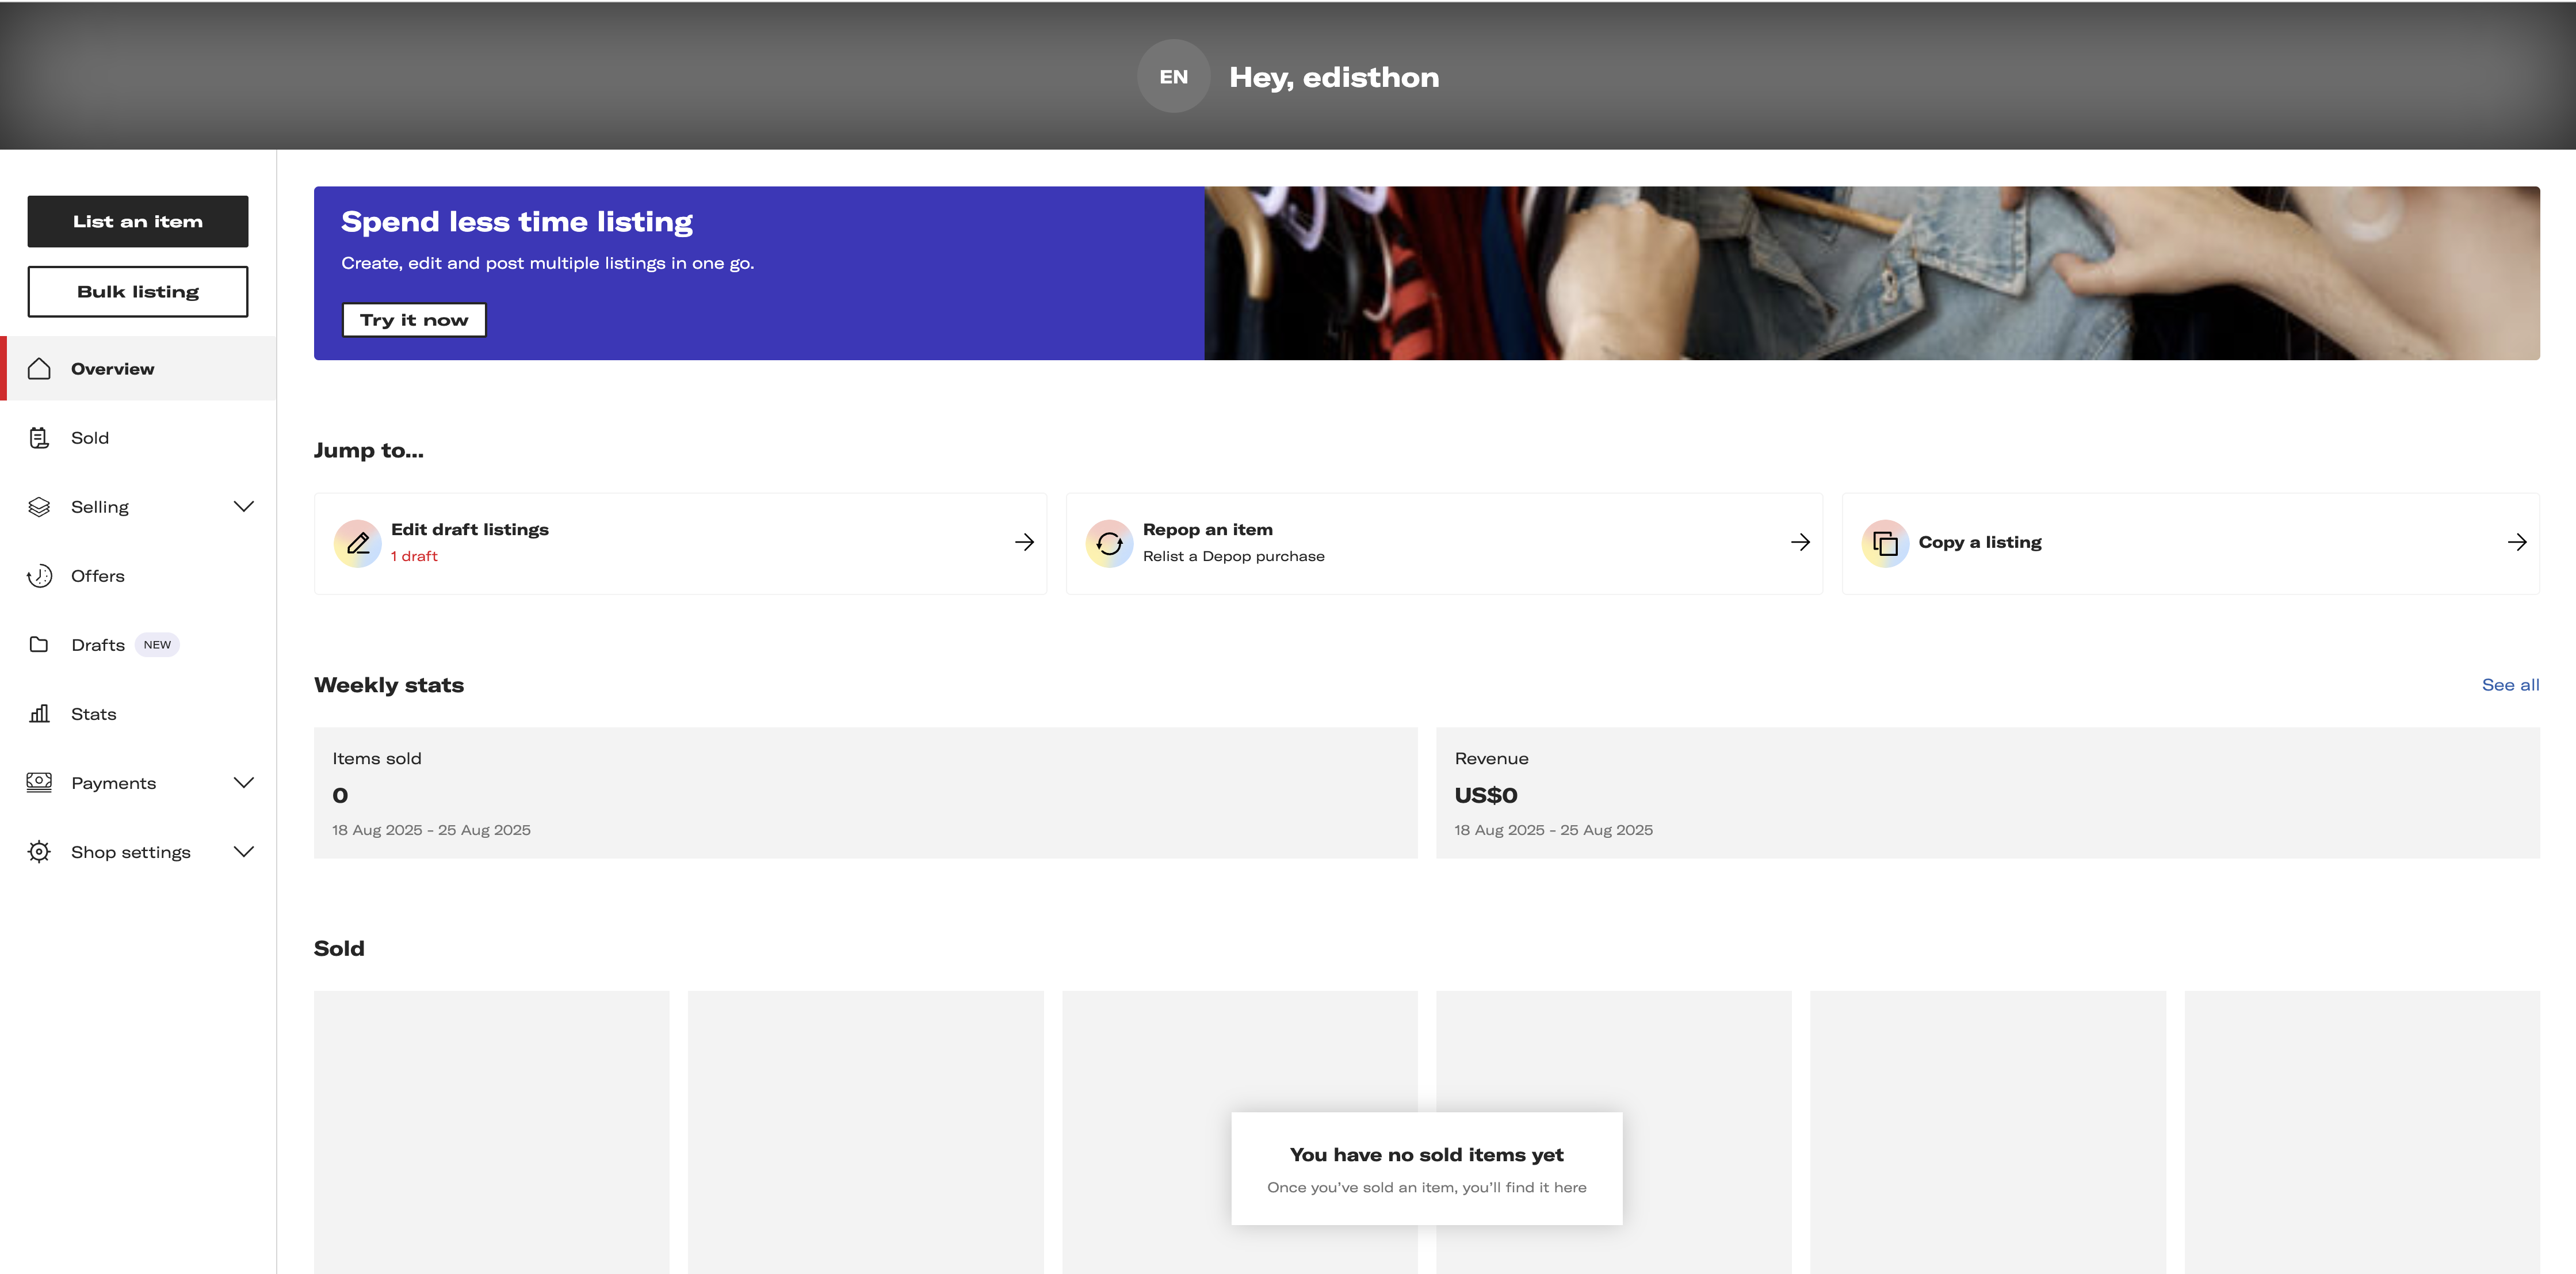 EN
Hey, edisthon
List an item
Bulk listing
Overview
Sold
Selling
Offers
Drafts NEW
Stats
Payments
Shop settings
Spend less time listing
Create, edit and post multiple listings in one go.
Try it now
Jump to...
Edit draft listings
1 draft
Repop an item
Relist a Depop purchase
Copy a listing
Weekly stats
See all
Items sold
0
18 Aug 2025 - 25 Aug 2025
Revenue
US$0
18 Aug 2025 - 25 Aug 2025
Sold
You have no sold items yet
Once you’ve sold an item, you’ll find it here